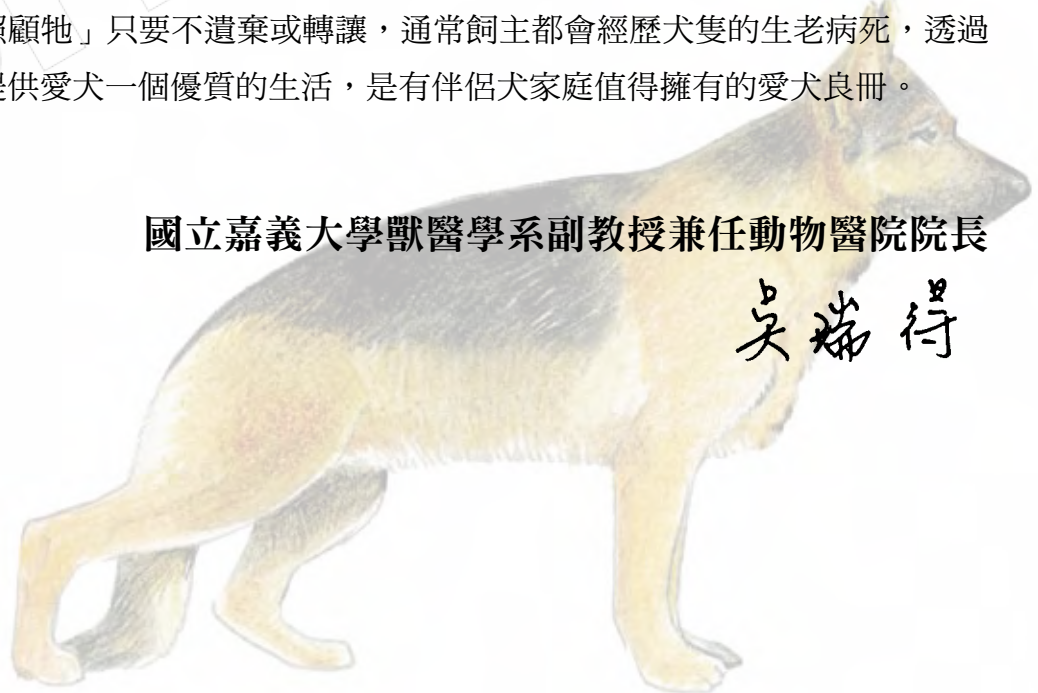 照顧牠」只要不遺棄或轉讓，通常飼主都會經歷犬隻的生老病死，透過
提供愛犬一個優質的生活，是有伴侶犬家庭值得擁有的愛犬良冊。
國立嘉義大學獸醫學系副教授兼任動物醫院院長
吳瑞得